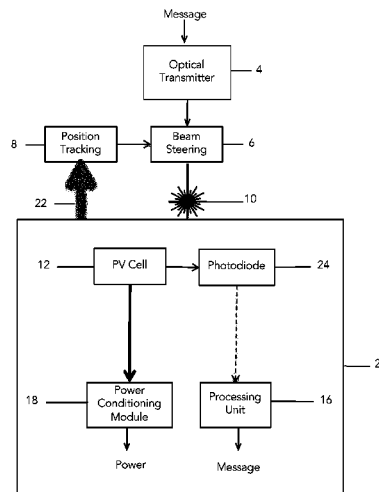 Message
Optical
Transmitter
4
8
Position
Tracking
Beam
Steering
6
22
10
12
PV Cell
Photodiode
24
2
18
Power
Conditioning
Module
Processing
Unit
16
Power
Message